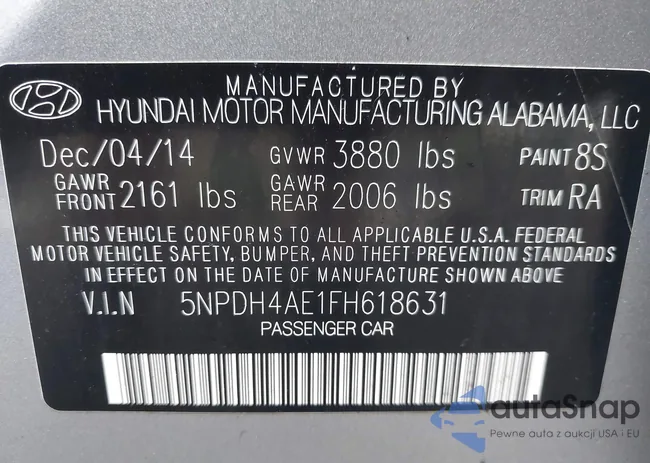 MANUFACTURED BY
HYUNDAI MOTOR MANUFACTURING ALABAMA, LLC
Dec/04/14 GVWR 3880 lbs PAINT 8S
GAWR FRONT 2161 lbs GAWR REAR 2006 lbs TRIM RA
THIS VEHICLE CONFORMS TO ALL APPLICABLE U.S.A. FEDERAL
MOTOR VEHICLE SAFETY, BUMPER, AND THEFT PREVENTION STANDARDS
IN EFFECT ON THE DATE OF MANUFACTURE SHOWN ABOVE
V.I.N 5NPDH4AE1FH618631
PASSENGER CAR
autaSnap
Pewne auta z aukcji USA i EU